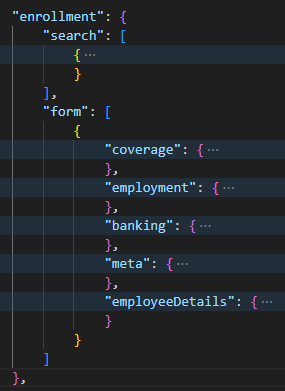 "enrollment": {
"search": [
{ ⋯
}
],
"form": [
{
"coverage": { ⋯
},
"employment": { ⋯
},
"banking": { ⋯
},
"meta": { ⋯
},
"employeeDetails": { ⋯
}
}
]
},